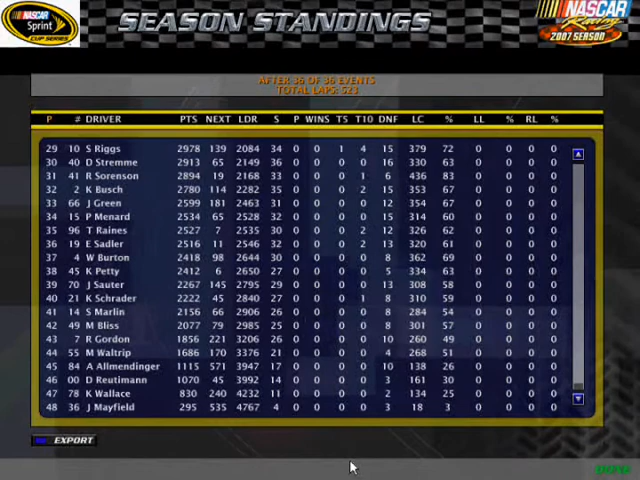 NASCAR
Sprint
CUP SERIES
SEASON STANDINGS
NASCAR
Racing
2007 SEASON
AFTER 36 OF 36 EVENTS
TOTAL LAPS: 523
P # DRIVER PTS NEXT LDR S P WINS T5 T10 DNF LC % LL % RL %
29 10 S Riggs 2978 139 2084 34 0 0 1 4 15 379 72 0 0 0 0
30 40 D Stremme 2913 65 2149 36 0 0 0 0 16 330 63 0 0 0 0
31 41 R Sorenson 2894 19 2168 33 0 0 0 1 6 436 83 0 0 0 0
32 2 K Busch 2780 114 2282 35 0 0 0 2 15 353 67 0 0 0 0
33 66 J Green 2599 181 2463 31 0 0 0 0 12 354 67 0 0 0 0
34 15 P Menard 2534 65 2528 32 0 0 0 0 15 314 60 0 0 0 0
35 96 T Raines 2527 7 2535 30 0 0 0 2 12 326 62 0 0 0 0
36 19 E Sadler 2516 11 2546 32 0 0 0 2 13 320 61 0 0 0 0
37 4 W Burton 2418 98 2644 30 0 0 0 0 8 362 69 0 0 0 0
38 45 K Petty 2412 6 2650 27 0 0 0 0 5 334 63 0 0 0 0
39 70 J Sauter 2267 145 2795 29 0 0 0 0 13 308 58 0 0 0 0
40 21 K Schrader 2222 45 2840 27 0 0 0 1 8 310 59 0 0 0 0
41 14 S Marlin 2156 66 2906 26 0 0 0 0 8 284 54 0 0 0 0
42 49 M Bliss 2077 79 2985 25 0 0 0 0 8 301 57 0 0 0 0
43 7 R Gordon 1856 221 3206 26 0 0 0 0 10 260 49 0 0 0 0
44 55 M Waltrip 1686 170 3376 21 0 0 0 0 4 268 51 0 0 0 0
45 84 A Allmendinger 1115 571 3947 17 0 0 0 0 10 138 26 0 0 0 0
46 00 D Reutimann 1070 45 3992 14 0 0 0 0 3 161 30 0 0 0 0
47 78 K Wallace 830 240 4232 11 0 0 0 0 2 134 25 0 0 0 0
48 36 J Mayfield 295 535 4767 4 0 0 0 0 3 18 3 0 0 0 0
EXPORT
DONE